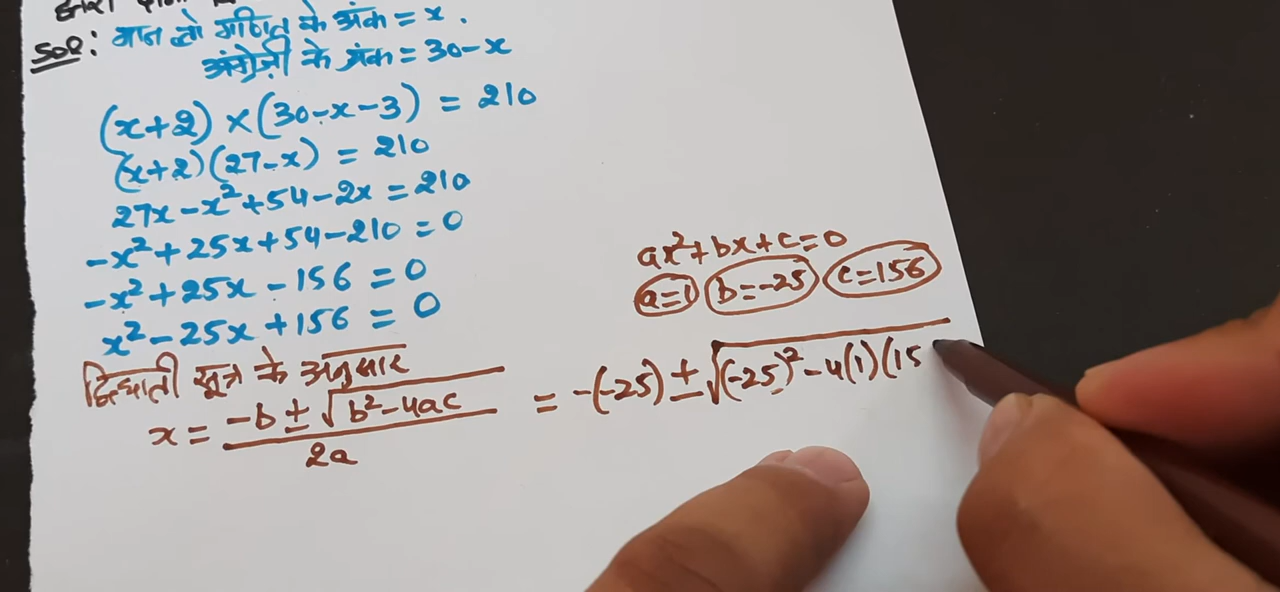 Sol: मान लो गणित के अंक = x.
अंग्रेज़ी के अंक = 30-x
(x+2) × (30-x-3) = 210
(x+2)(27-x) = 210
27x-x²+54-2x = 210
-x²+25x+54-210 = 0
-x²+25x-156 = 0
x²-25x+156 = 0
ax²+bx+c=0
a=1 b=-25 c=156
द्विघाती सूत्र के अनुसार
x = \frac{-b±√(b²-4ac)}{2a} = -(-25) ± √(-25)²-4(1)(15